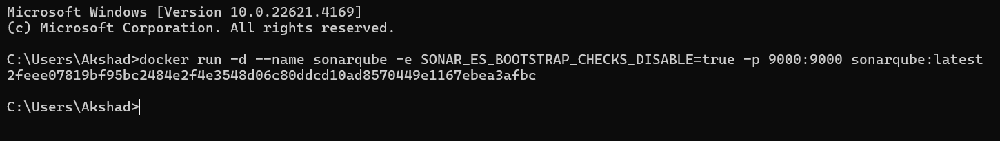 Microsoft Windows [Version 10.0.22621.4169]
(c) Microsoft Corporation. All rights reserved.
C:\Users\Akshad>docker run -d --name sonarqube -e SONAR_ES_BOOTSTRAP_CHECKS_DISABLE=true -p 9000:9000 sonarqube:latest
2feee07819bf95bc2484e2f4e3548d06c80ddcd10ad8570449e1167ebea3afbc
C:\Users\Akshad>